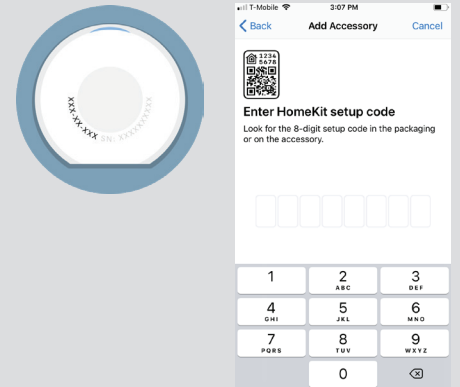 XXX-XX-XXX SN: XXXXXXXX
T-Mobile 3:07 PM
Back Add Accessory Cancel
1234
5678
Enter HomeKit setup code
Look for the 8-digit setup code in the packaging
or on the accessory.
1 2 3
ABC DEF
4 5 6
GHI JKL MNO
7 8 9
PQRS TUV WXYZ
0